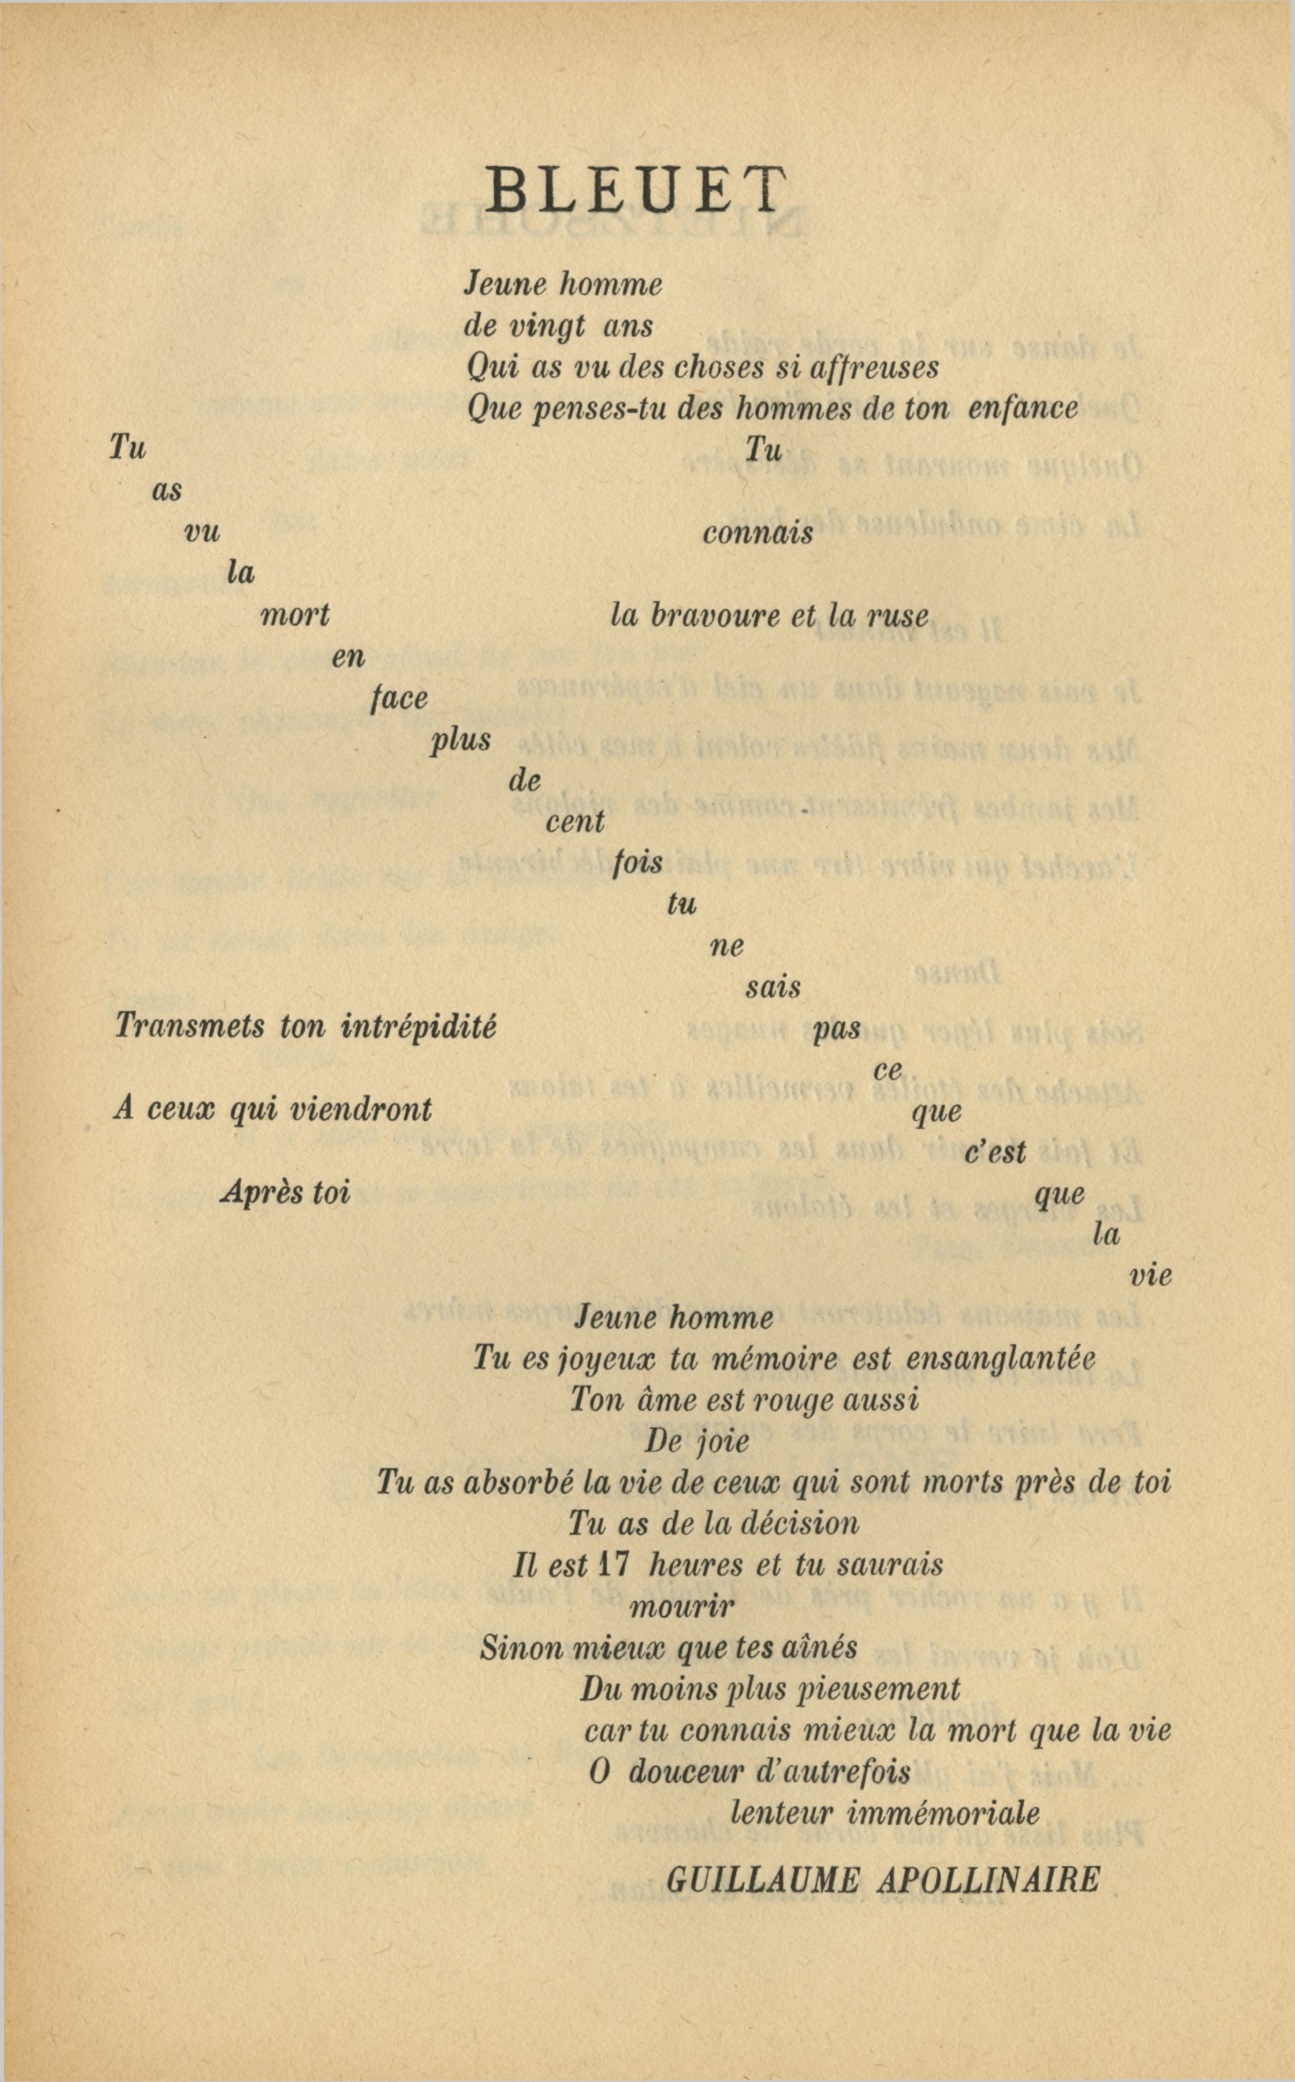 BLEUET
Jeune homme
de vingt ans
Qui as vu des choses si affreuses
Que penses-tu des hommes de ton enfance
Tu
connais
la bravoure et la ruse
Tu
as
vu
la
mort
en
face
plus
de
cent
fois
tu
ne
sais
pas
ce
que
c'est
que
la
vie
Transmets ton intrépidité
A ceux qui viendront
Après toi
Jeune homme
Tu es joyeux ta mémoire est ensanglantée
Ton âme est rouge aussi
De joie
Tu as absorbé la vie de ceux qui sont morts près de toi
Tu as de la décision
Il est 17 heures et tu saurais
mourir
Sinon mieux que tes aînés
Du moins plus pieusement
car tu connais mieux la mort que la vie
O douceur d'autrefois
lenteur immémoriale
GUILLAUME APOLLINAIRE